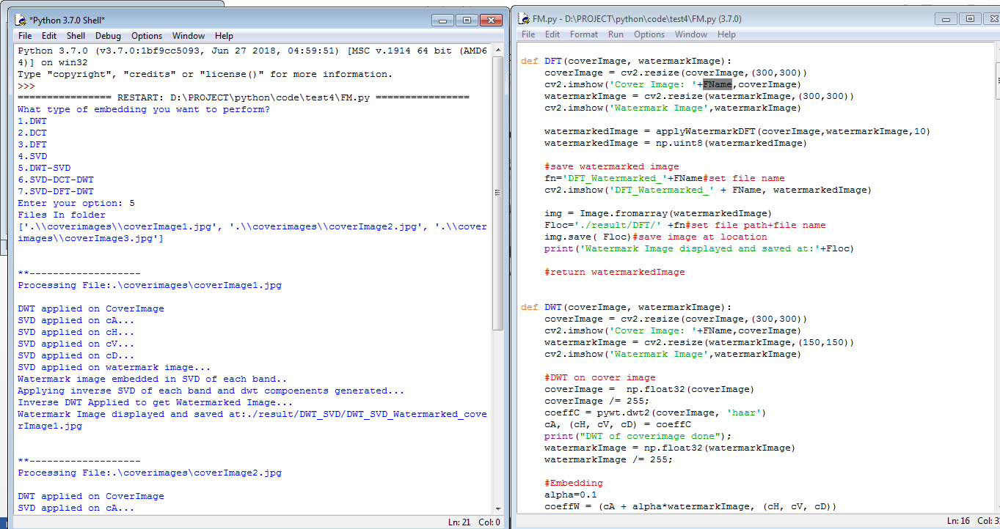 *Python 3.7.0 Shell*
File Edit Shell Debug Options Window Help
Python 3.7.0 (v3.7.0:1bf9cc5093, Jun 27 2018, 04:59:51) [MSC v.1914 64 bit (AMD6
4)] on win32
Type "copyright", "credits" or "license()" for more information.
>>>
================ RESTART: D:\PROJECT\python\code\test4\FM.py ================
What type of embedding you want to perform?
1.DWT
2.DCT
3.DFT
4.SVD
5.DWT-SVD
6.SVD-DCT-DWT
7.SVD-DFT-DWT
Enter your option: 5
Files In folder
['.\\coverimages\\coverImage1.jpg', '.\\coverimages\\coverImage2.jpg', '.\\cover
images\\coverImage3.jpg']
**-------------------
Processing File:.\coverimages\coverImage1.jpg
DWT applied on CoverImage
SVD applied on cA...
SVD applied on cH...
SVD applied on cV...
SVD applied on cD...
SVD applied on watermark image...
Watermark image embedded in SVD of each band..
Applying inverse SVD of each band and dwt compoenents generated...
Inverse DWT Applied to get Watermarked Image...
Watermark Image displayed and saved at:./result/DWT_SVD/DWT_SVD_Watermarked_cove
rImage1.jpg
**-------------------
Processing File:.\coverimages\coverImage2.jpg
DWT applied on CoverImage
SVD applied on cA...
Ln: 21 Col: 0
FM.py - D:\PROJECT\python\code\test4\FM.py (3.7.0)
File Edit Format Run Options Window Help
def DFT(coverImage, watermarkImage):
    coverImage = cv2.resize(coverImage,(300,300))
    cv2.imshow('Cover Image: '+FName,coverImage)
    watermarkImage = cv2.resize(watermarkImage,(300,300))
    cv2.imshow('Watermark Image',watermarkImage)
    watermarkedImage = applyWatermarkDFT(coverImage,watermarkImage,10)
    watermarkedImage = np.uint8(watermarkedImage)
    #save watermarked image
    fn='DFT_Watermarked_'+FName#set file name
    cv2.imshow('DFT_Watermarked_' + FName, watermarkedImage)
    img = Image.fromarray(watermarkedImage)
    Floc='./result/DFT/' +fn#set file path+file name
    img.save( Floc)#save image at location
    print('Watermark Image displayed and saved at:'+Floc)
    #return watermarkedImage
def DWT(coverImage, watermarkImage):
    coverImage = cv2.resize(coverImage,(300,300))
    cv2.imshow('Cover Image: '+FName,coverImage)
    watermarkImage = cv2.resize(watermarkImage,(150,150))
    cv2.imshow('Watermark Image',watermarkImage)
    #DWT on cover image
    coverImage =  np.float32(coverImage)
    coverImage /= 255;
    coeffC = pywt.dwt2(coverImage, 'haar')
    cA, (cH, cV, cD) = coeffC
    print("DWT of coverimage done");
    watermarkImage = np.float32(watermarkImage)
    watermarkImage /= 255;
    #Embedding
    alpha=0.1
    coeffW = (cA + alpha*watermarkImage, (cH, cV, cD))
Ln: 16 Col: